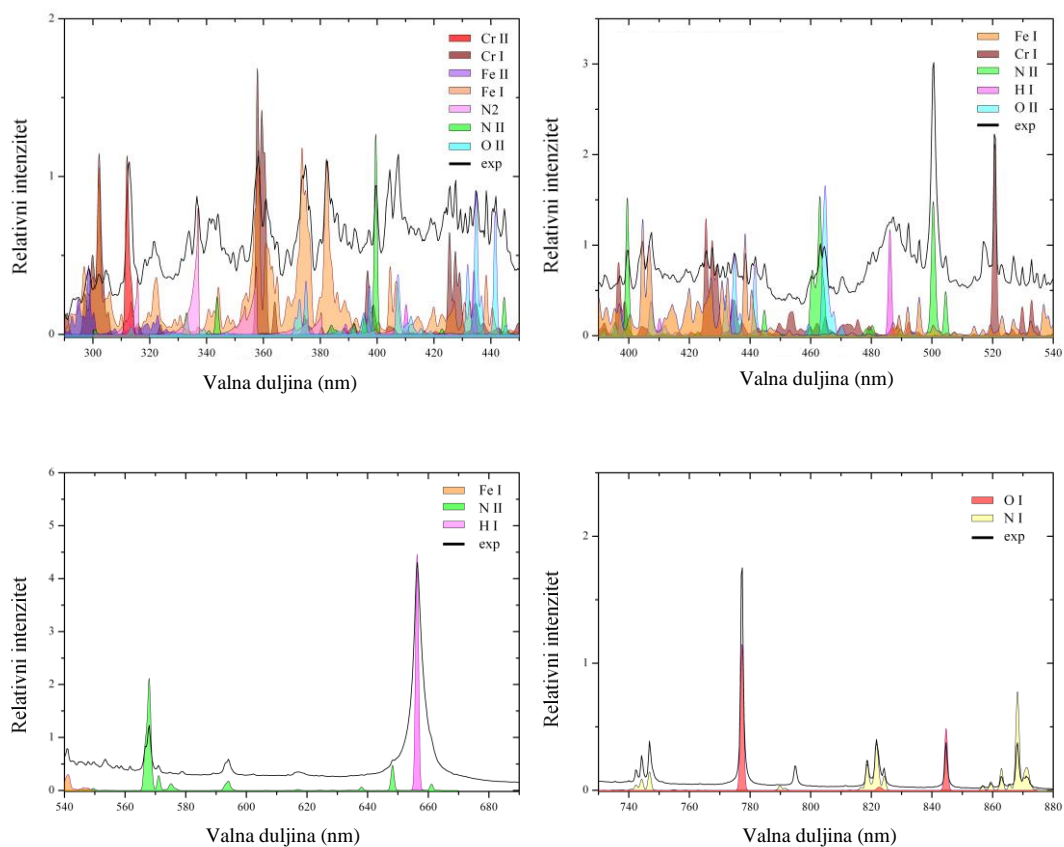 2
1
0
Relativni intenzitet
Cr II
Cr I
Fe II
Fe I
N2
N II
O II
exp
300 320 340 360 380 400 420 440
Valna duljina (nm)
3
2
1
0
Relativni intenzitet
Fe I
Cr I
N II
H I
O II
exp
400 420 440 460 480 500 520 540
Valna duljina (nm)
6
5
4
3
2
1
0
Relativni intenzitet
Fe I
N II
H I
exp
540 560 580 600 620 640 660 680
Valna duljina (nm)
2
1
0
Relativni intenzitet
O I
N I
exp
740 760 780 800 820 840 860 880
Valna duljina (nm)